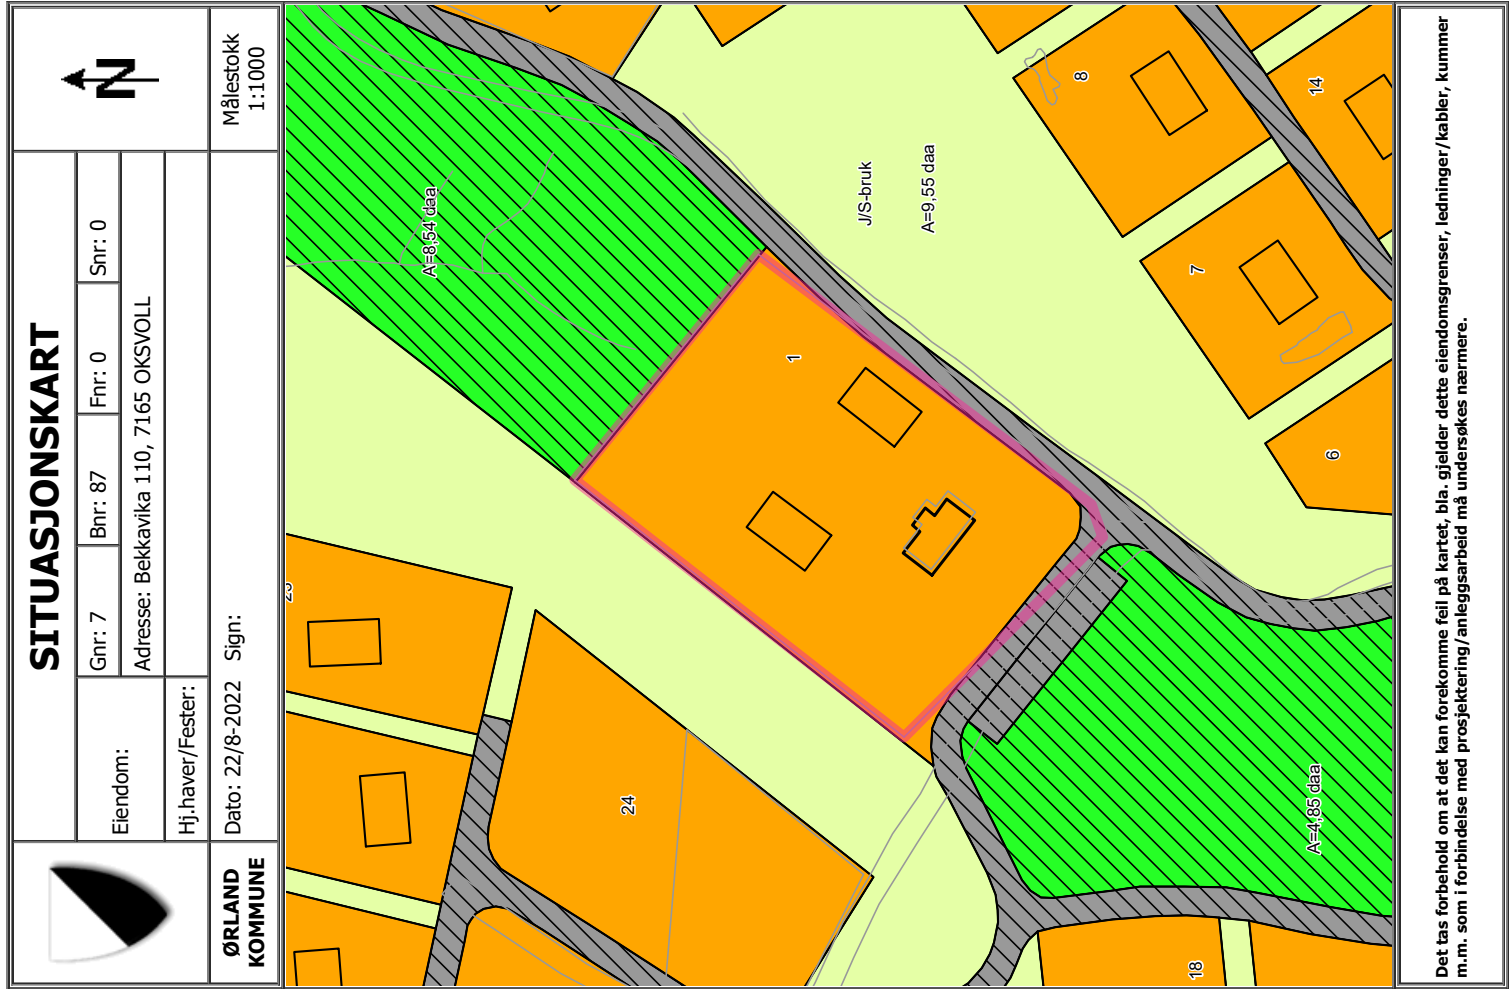 SITUASJONSKART
Eiendom:
Gnr: 7
Bnr: 87
Fnr: 0
Snr: 0
Adresse: Bekkavika 110, 7165 OKSVOLL
Hj.haver/Fester:
N
ØRLAND
KOMMUNE
Dato: 22/8-2022 Sign:
Målestokk
1:1000
A=8,54 daa
J/S-bruk
A=9,55 daa
8
14
7
6
1
24
18
A=4,85 daa
Det tas forbehold om at det kan forekomme feil på kartet, bla. gjelder dette eiendomsgrenser, ledninger/kabler, kummer
m.m. som i forbindelse med prosjektering/anleggsarbeid må undersøkes nærmere.